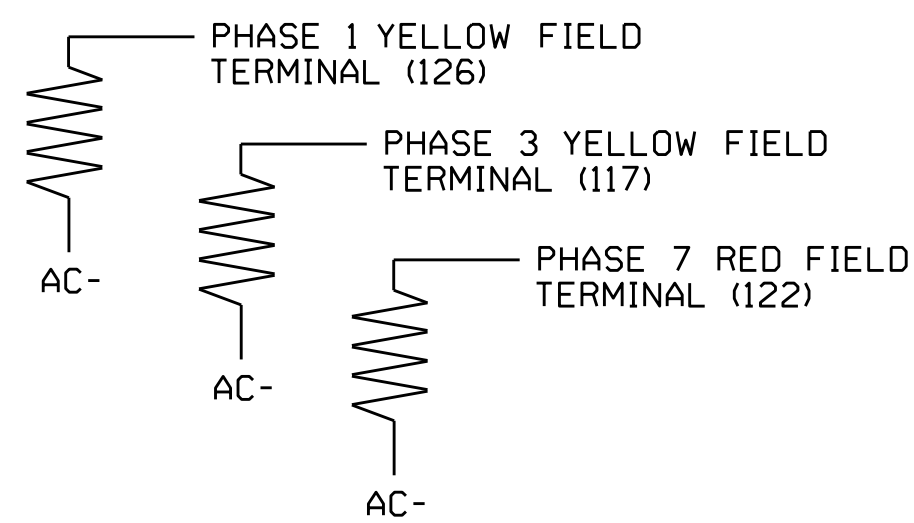 PHASE 1 YELLOW FIELD
TERMINAL (126)
AC-
PHASE 3 YELLOW FIELD
TERMINAL (117)
AC-
PHASE 7 RED FIELD
TERMINAL (122)
AC-